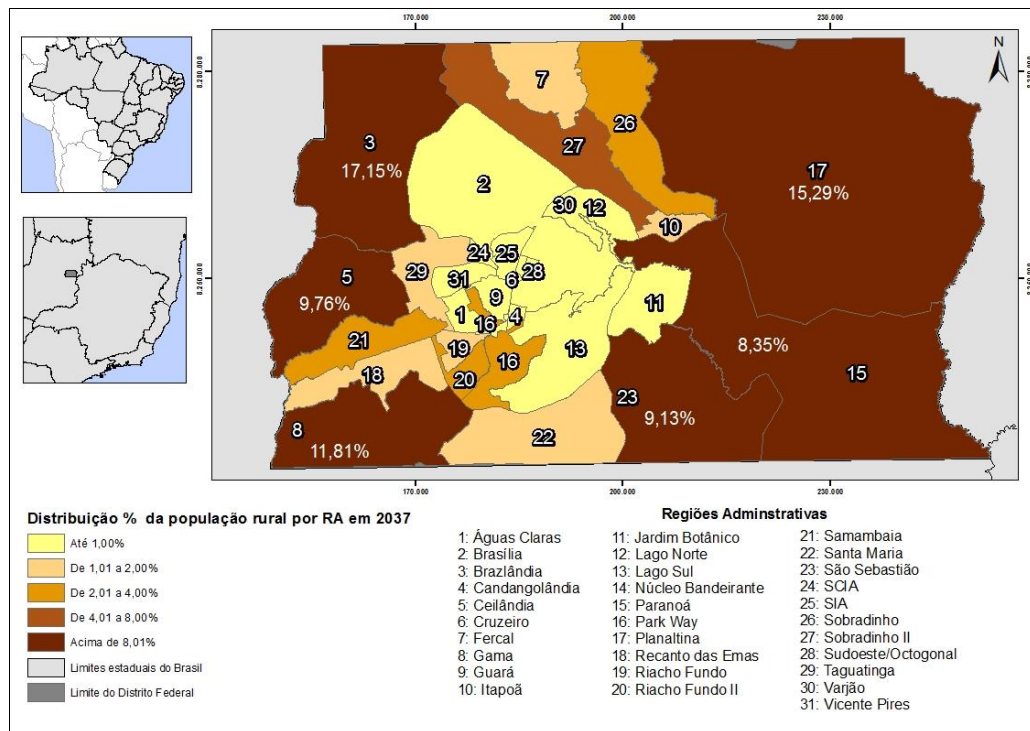 170.000 200.000 230.000
N
8.280.000
8.280.000
7
26
3
17,15%
27
17
15,29%
2
30
12
10
24
25
29
31
28
6
5
9,76%
9
11
8.260.000
1
16
4
21
19
16
13
8,35%
15
18
20
23
9,13%
8
11,81%
22
170.000 200.000 230.000
Distribuição % da população rural por RA em 2037
Até 1,00%
De 1,01 a 2,00%
De 2,01 a 4,00%
De 4,01 a 8,00%
Acima de 8,01%
Limites estaduais do Brasil
Limite do Distrito Federal
Regiões Adminstrativas
1: Águas Claras
2: Brasília
3: Brazlândia
4: Candangolândia
5: Ceilândia
6: Cruzeiro
7: Fercal
8: Gama
9: Guará
10: Itapoã
11: Jardim Botânico
12: Lago Norte
13: Lago Sul
14: Núcleo Bandeirante
15: Paranoá
16: Park Way
17: Planaltina
18: Recanto das Emas
19: Riacho Fundo
20: Riacho Fundo II
21: Samambaia
22: Santa Maria
23: São Sebastião
24: SCIA
25: SIA
26: Sobradinho
27: Sobradinho II
28: Sudoeste/Octogonal
29: Taguatinga
30: Varjão
31: Vicente Pires